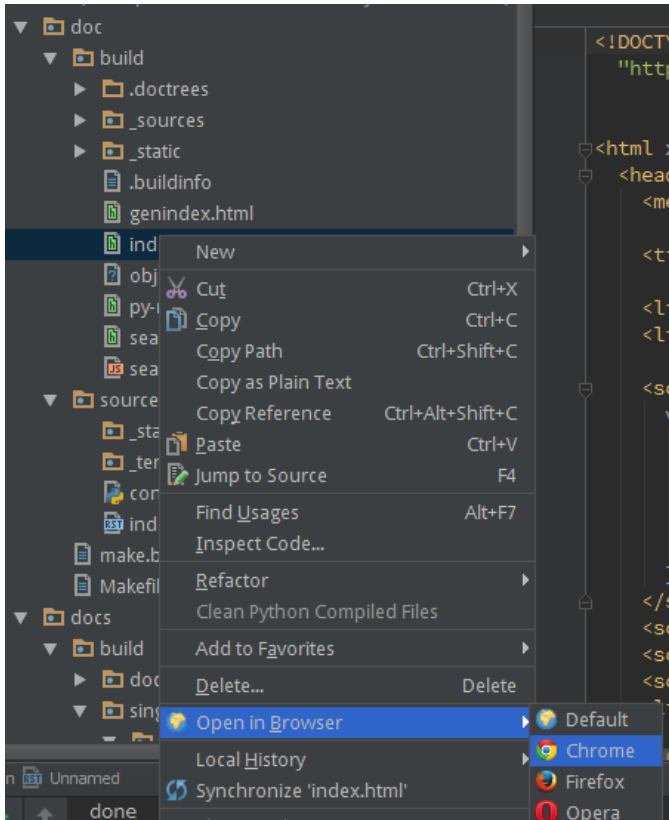 doc
build
.doctrees
_sources
_static
.buildinfo
genindex.html
ind
obj
py-
sea
sea
source
_sta
_ten
con
ind
make.b
Makefil
docs
build
doc
sing
New
Cut Ctrl+X
Copy Ctrl+C
Copy Path Ctrl+Shift+C
Copy as Plain Text
Copy Reference Ctrl+Alt+Shift+C
Paste Ctrl+V
Jump to Source F4
Find Usages Alt+F7
Inspect Code...
Refactor
Clean Python Compiled Files
Add to Favorites
Delete... Delete
Open in Browser
Local History
Synchronize 'index.html'
Default
Chrome
Firefox
Opera
<!DOCTY
"http
<html x
<head
<me
<t
<l
<l
<sc
</s
<sc
<sc
<sc
n RST Unnamed
done